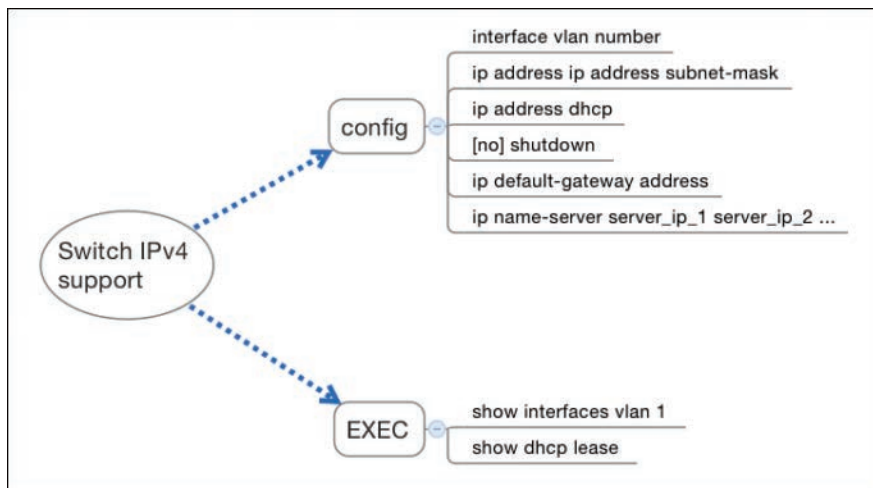 interface vlan number
ip address ip address subnet-mask
ip address dhcp
config
[no] shutdown
ip default-gateway address
ip name-server server_ip_1 server_ip_2 ...
Switch IPv4
support
show interfaces vlan 1
EXEC
show dhcp lease